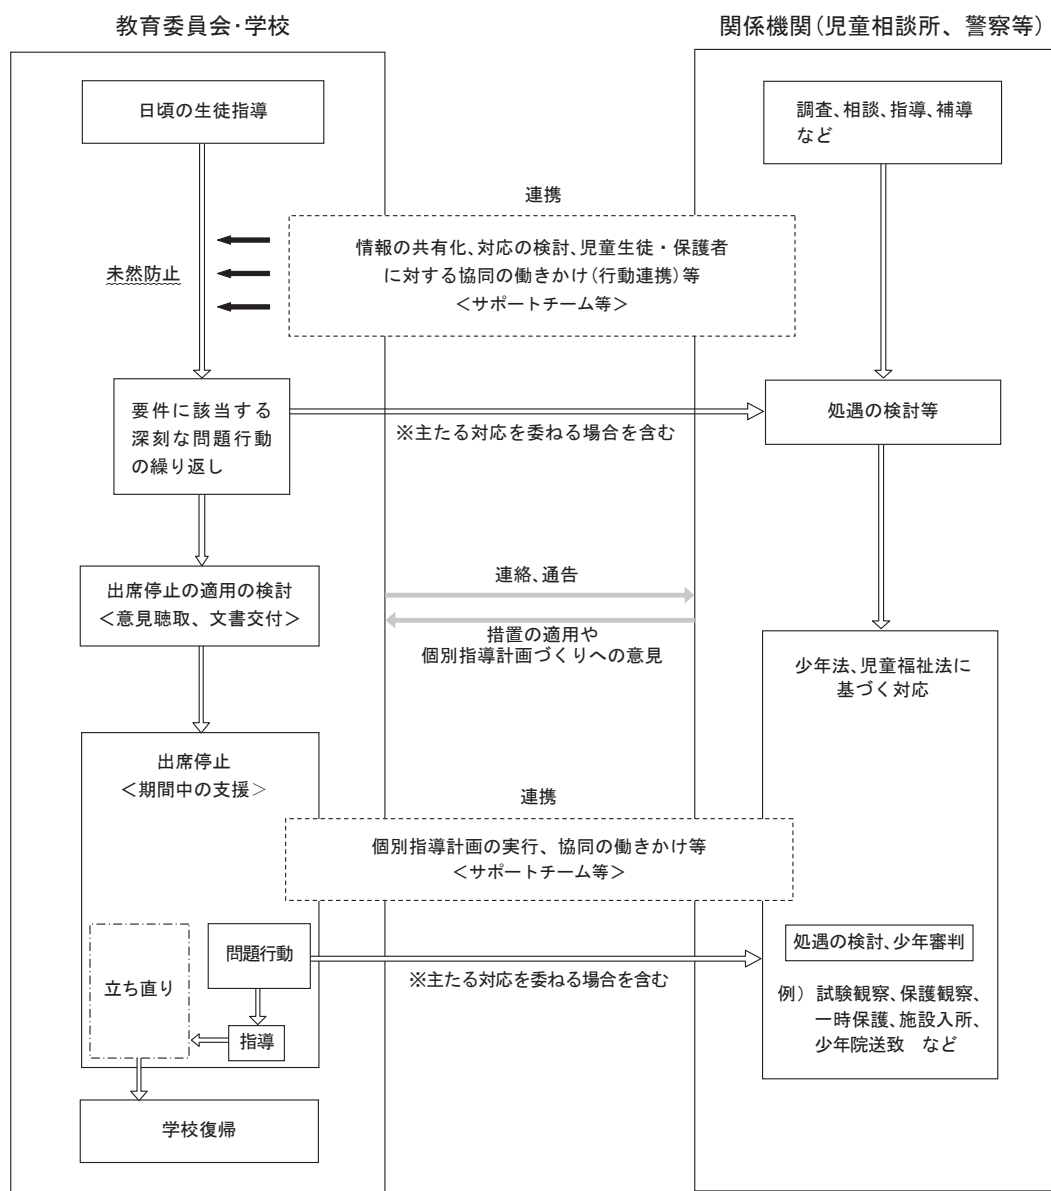 教育委員会・学校
関係機関(児童相談所、警察等)
日頃の生徒指導
調査、相談、指導、補導
など
連携
情報の共有化、対応の検討、児童生徒・保護者
に対する協同の働きかけ(行動連携)等
<サポートチーム等>
未然防止
要件に該当する
深刻な問題行動
の繰り返し
※主たる対応を委ねる場合を含む
処遇の検討等
出席停止の適用の検討
<意見聴取、文書交付>
連絡、通告
措置の適用や
個別指導計画づくりへの意見
少年法、児童福祉法に
基づく対応
出席停止
<期間中の支援>
連携
個別指導計画の実行、協同の働きかけ等
<サポートチーム等>
立ち直り
問題行動
指導
※主たる対応を委ねる場合を含む
処遇の検討、少年審判
例) 試験観察、保護観察、
一時保護、施設入所、
少年院送致 など
学校復帰